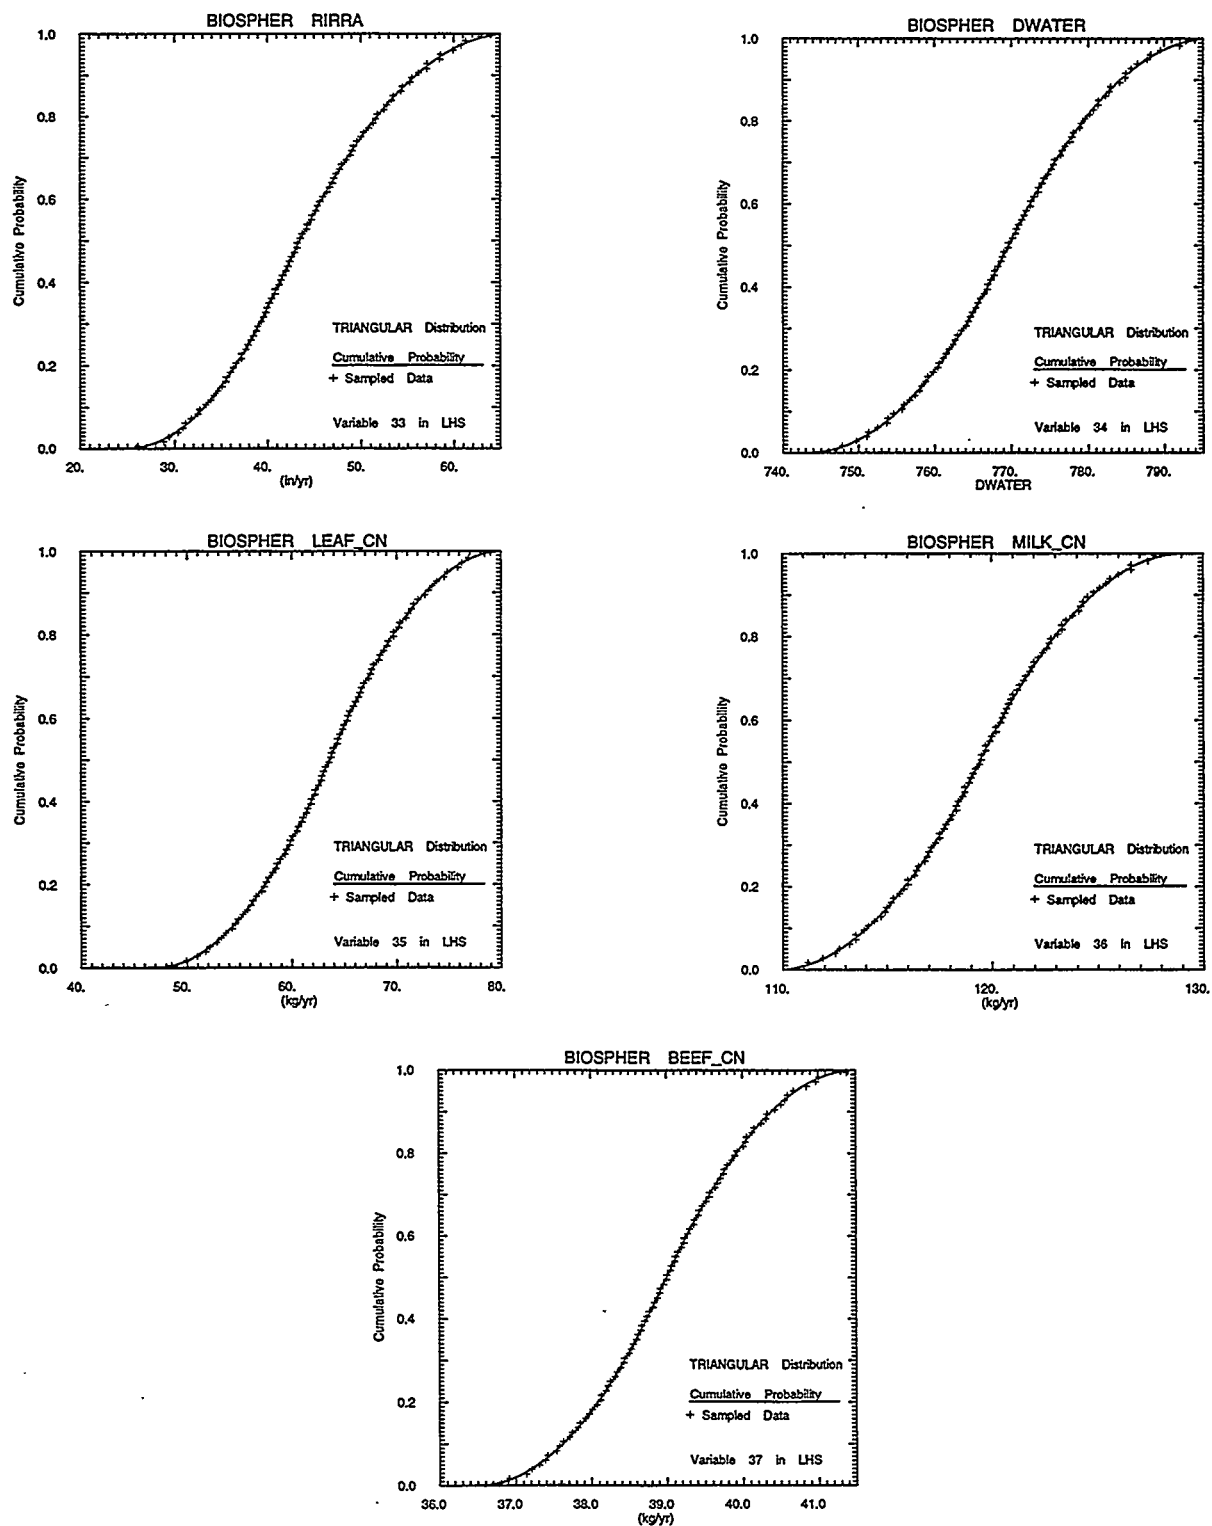 BIOSPHER RIRRA
1.0
0.8
0.6
0.4
0.2
0.0
Cumulative Probability
TRIANGULAR Distribution
Cumulative Probability
+ Sampled Data
Variable 33 in LHS
20. 30. 40. 50. 60.
(in/yr)
BIOSPHER DWATER
1.0
0.8
0.6
0.4
0.2
0.0
Cumulative Probability
TRIANGULAR Distribution
Cumulative Probability
+ Sampled Data
Variable 34 in LHS
740. 750. 760. 770. 780. 790.
DWATER
BIOSPHER LEAF_CN
1.0
0.8
0.6
0.4
0.2
0.0
Cumulative Probability
TRIANGULAR Distribution
Cumulative Probability
+ Sampled Data
Variable 35 in LHS
40. 50. 60. 70. 80.
(kg/yr)
BIOSPHER MILK_CN
1.0
0.8
0.6
0.4
0.2
0.0
Cumulative Probability
TRIANGULAR Distribution
Cumulative Probability
+ Sampled Data
Variable 36 in LHS
110. 120. 130.
(kg/yr)
BIOSPHER BEEF_CN
1.0
0.8
0.6
0.4
0.2
0.0
Cumulative Probability
TRIANGULAR Distribution
Cumulative Probability
+ Sampled Data
Variable 37 in LHS
36.0 37.0 38.0 39.0 40.0 41.0
(kg/yr)